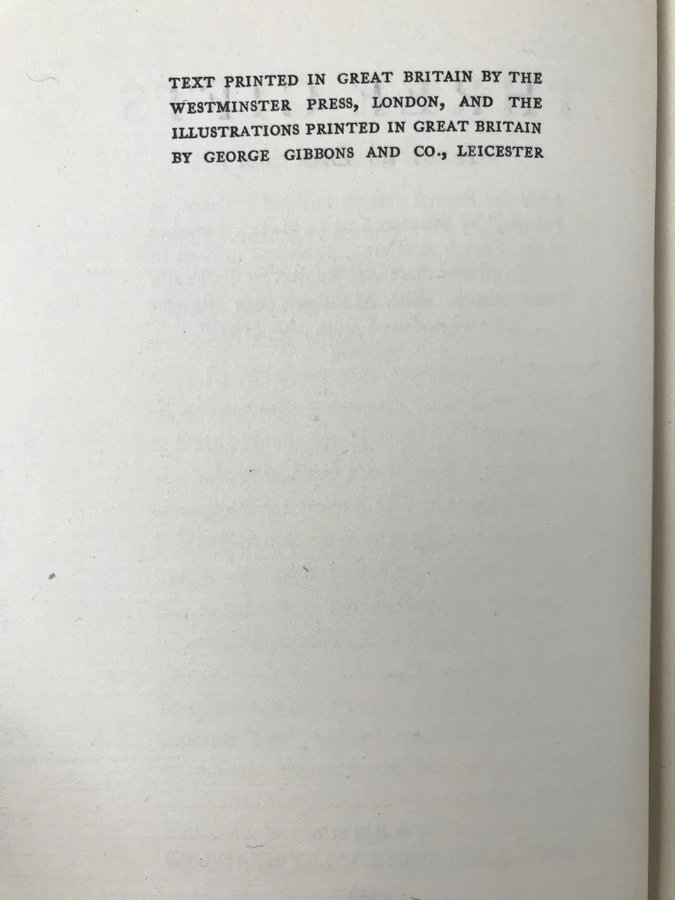 TEXT PRINTED IN GREAT BRITAIN BY THE
WESTMINSTER PRESS, LONDON, AND THE
ILLUSTRATIONS PRINTED IN GREAT BRITAIN
BY GEORGE GIBBONS AND CO., LEICESTER